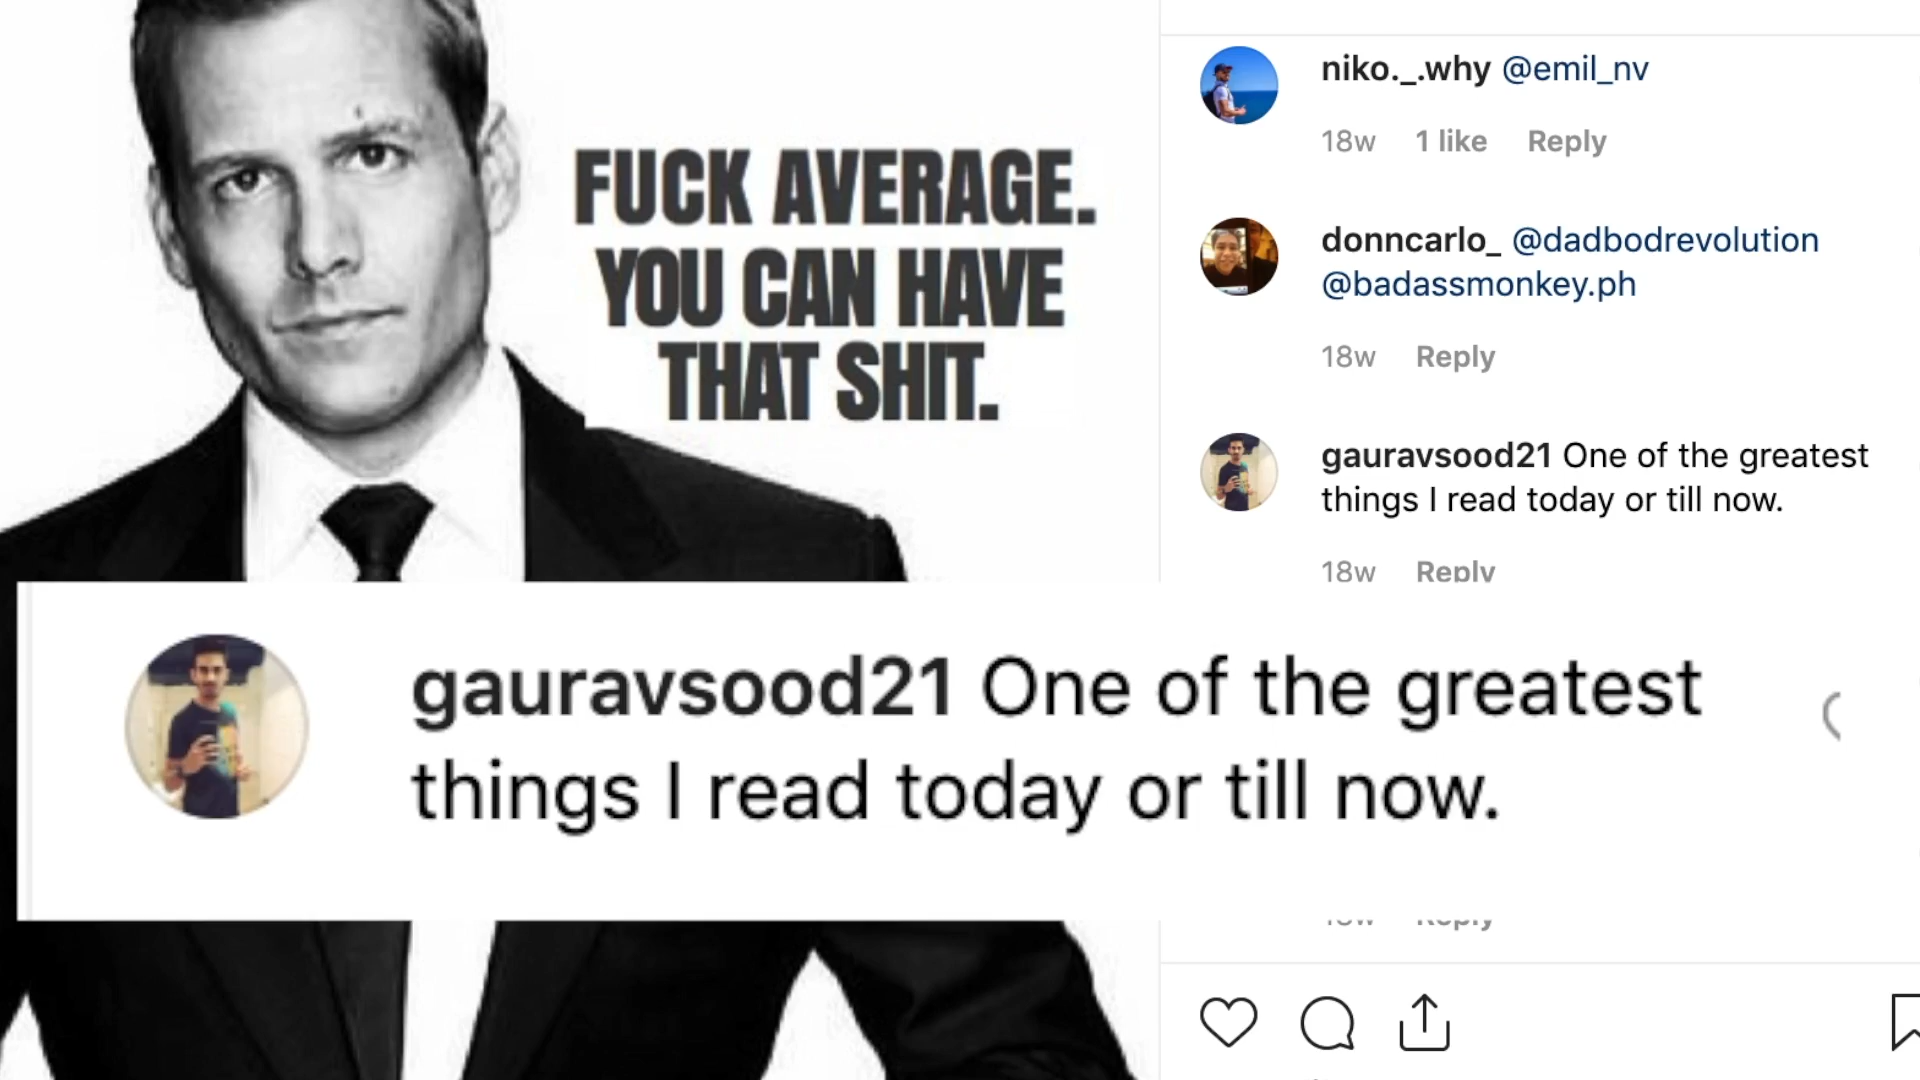 FUCK AVERAGE.
YOU CAN HAVE
THAT SHIT.
niko._.why @emil_nv
18w 1 like Reply
donncarlo_ @dadbodrevolution
@badassmonkey.ph
18w Reply
gauravsood21 One of the greatest
things I read today or till now.
18w Reply
gauravsood21 One of the greatest
things I read today or till now.
18w Reply